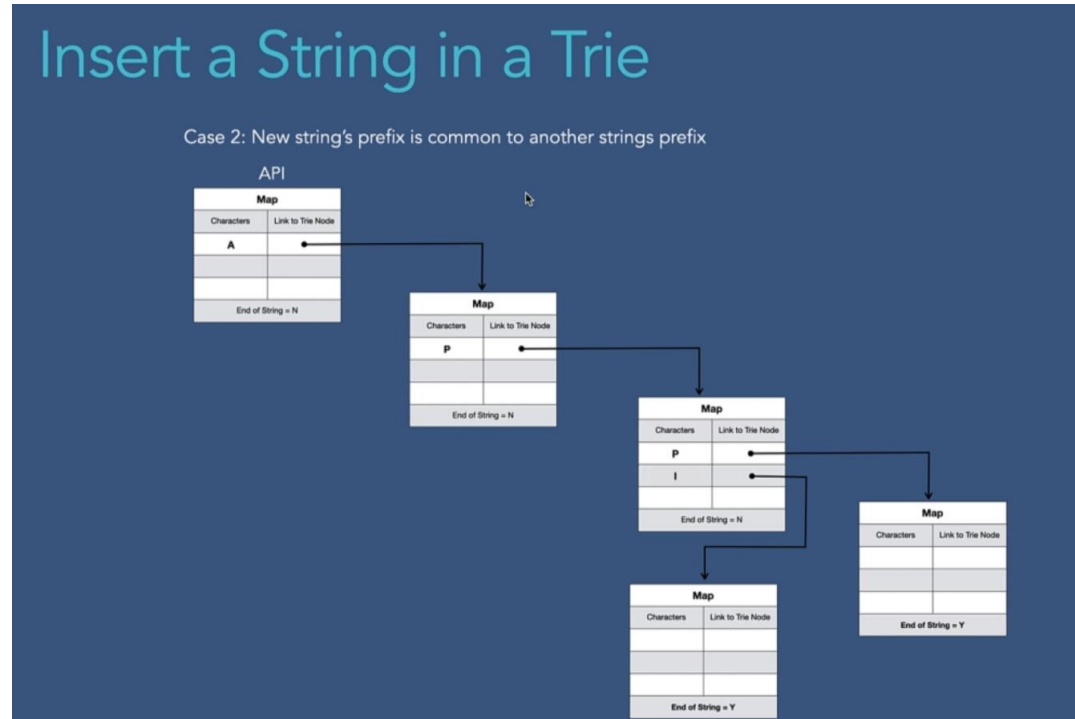 Insert a String in a Trie
Case 2: New string's prefix is common to another strings prefix
API
Map
Characters Link to Trie Node
A
End of String = N
Map
Characters Link to Trie Node
P
End of String = N
Map
Characters Link to Trie Node
P
I
End of String = N
Map
Characters Link to Trie Node
End of String = Y
Map
Characters Link to Trie Node
End of String = Y